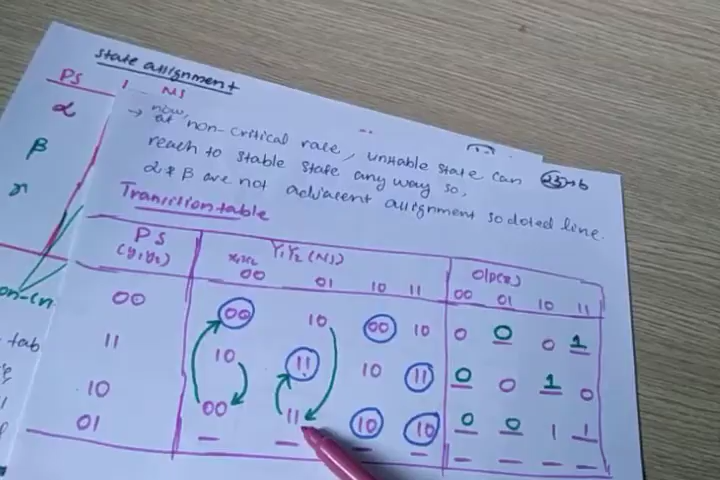 state assignment
PS NS
α
β
γ
→ now,
at non-critical rate, unstable state can
reach to stable state any way so,
α & β are not adjacent assignment so doted line.
Transition table
PS Y₁Y₂(NS) O/P(z)
(y₁y₂) x₁x₂
00 01 10 11 00 01 10 11
00 00 10 00 10 0 0 0 1
11 10 11 10 11 0 0 1 0
10 00 11 10 10 0 0 1 1
01 — — — — — — — —
tab